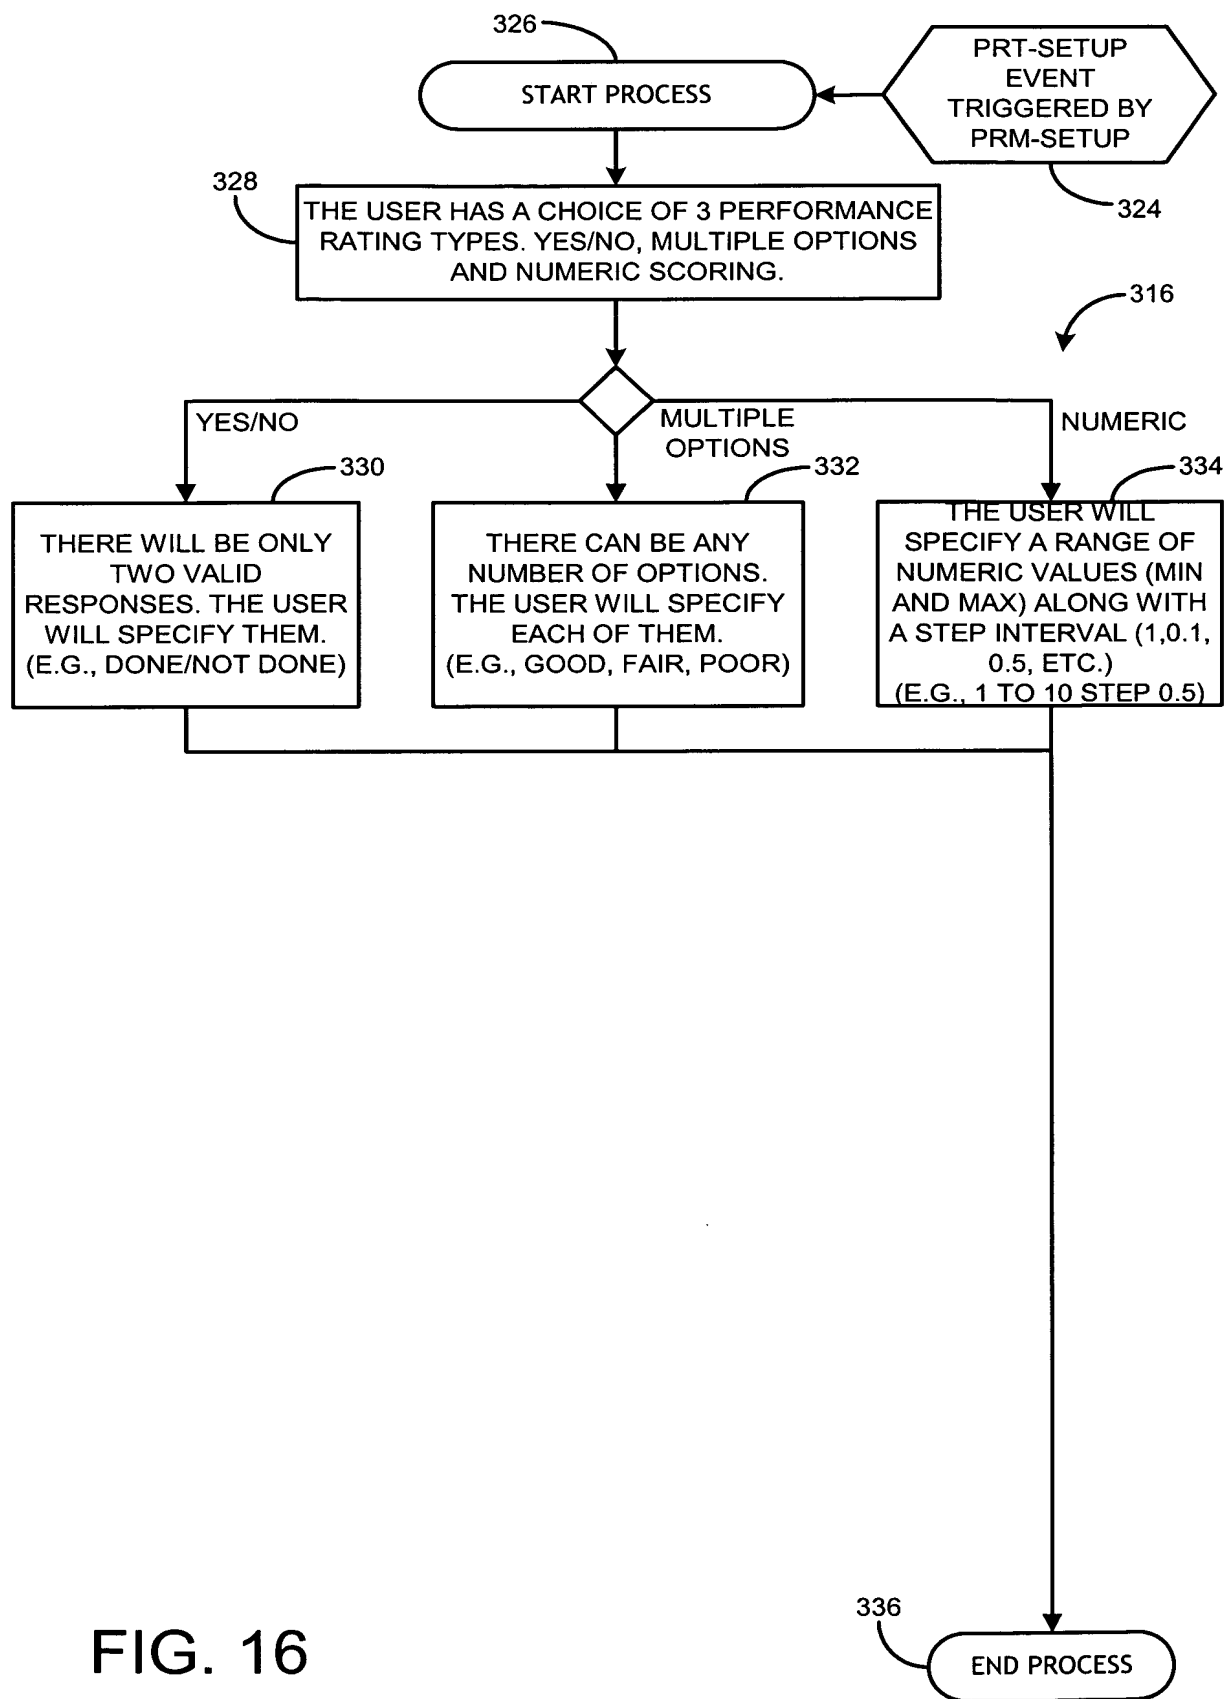 326
START PROCESS
PRT-SETUP
EVENT
TRIGGERED BY
PRM-SETUP
324
328
THE USER HAS A CHOICE OF 3 PERFORMANCE
RATING TYPES. YES/NO, MULTIPLE OPTIONS
AND NUMERIC SCORING.
316
YES/NO
MULTIPLE
OPTIONS
NUMERIC
330
THERE WILL BE ONLY
TWO VALID
RESPONSES. THE USER
WILL SPECIFY THEM.
(E.G., DONE/NOT DONE)
332
THERE CAN BE ANY
NUMBER OF OPTIONS.
THE USER WILL SPECIFY
EACH OF THEM.
(E.G., GOOD, FAIR, POOR)
334
THE USER WILL
SPECIFY A RANGE OF
NUMERIC VALUES (MIN
AND MAX) ALONG WITH
A STEP INTERVAL (1,0.1,
0.5, ETC.)
(E.G., 1 TO 10 STEP 0.5)
336
END PROCESS
FIG. 16